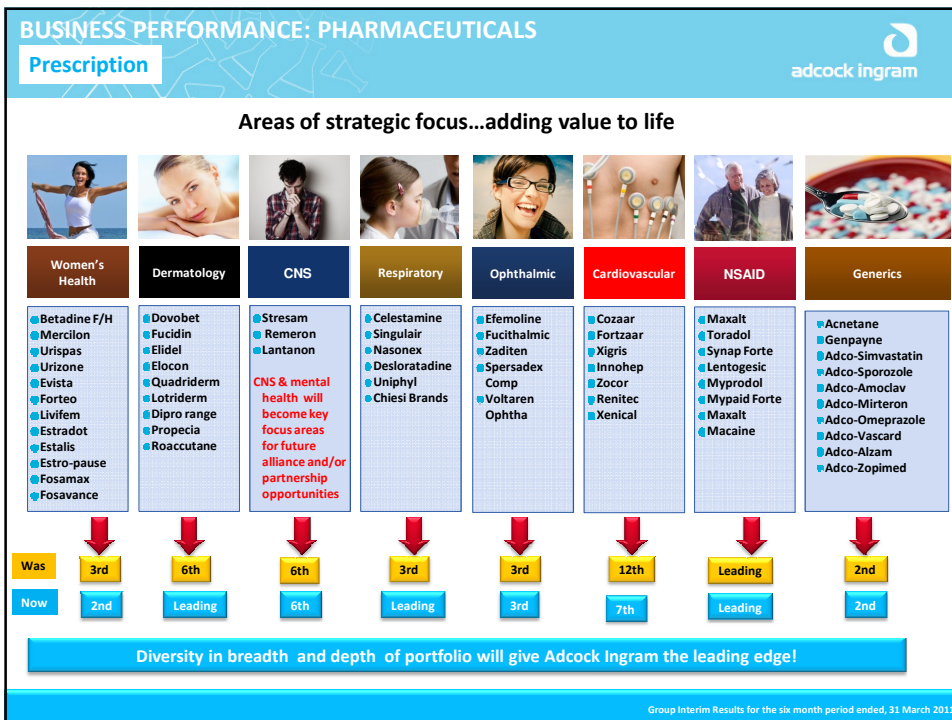 BUSINESS PERFORMANCE: PHARMACEUTICALS
Prescription
adcock ingram
Areas of strategic focus...adding value to life
Women's
Health
Betadine F/H
Mercilon
Urispas
Urizone
Evista
Forteo
Livifem
Estradot
Estalis
Estro-pause
Fosamax
Fosavance
Dermatology
Dovobet
Fucidin
Elidel
Elocon
Quadriderm
Lotriderm
Dipro range
Propecia
Roaccutane
CNS
Stresam
Remeron
Lantanon
CNS & mental
health will
become key
focus areas
for future
alliance and/or
partnership
opportunities
Respiratory
Celestamine
Singulair
Nasonex
Desloratadine
Uniphyl
Chiesi Brands
Ophthalmic
Efemoline
Fucithalmic
Zaditen
Spersadex
Comp
Voltaren
Ophtha
Cardiovascular
Cozaar
Fortzaar
Xigris
Innohep
Zocor
Renitec
Xenical
NSAID
Maxalt
Toradol
Synap Forte
Lentogesic
Myprodol
Mypaid Forte
Maxalt
Macaine
Generics
Acnetane
Genpayne
Adco-Simvastatin
Adco-Sporozole
Adco-Amoclav
Adco-Mirteron
Adco-Omeprazole
Adco-Vascard
Adco-Alzam
Adco-Zopimed
Was 3rd 6th 6th 3rd 3rd 12th Leading 2nd
Now 2nd Leading 6th Leading 3rd 7th Leading 2nd
Diversity in breadth and depth of portfolio will give Adcock Ingram the leading edge!
Group Interim Results for the six month period ended, 31 March 2011